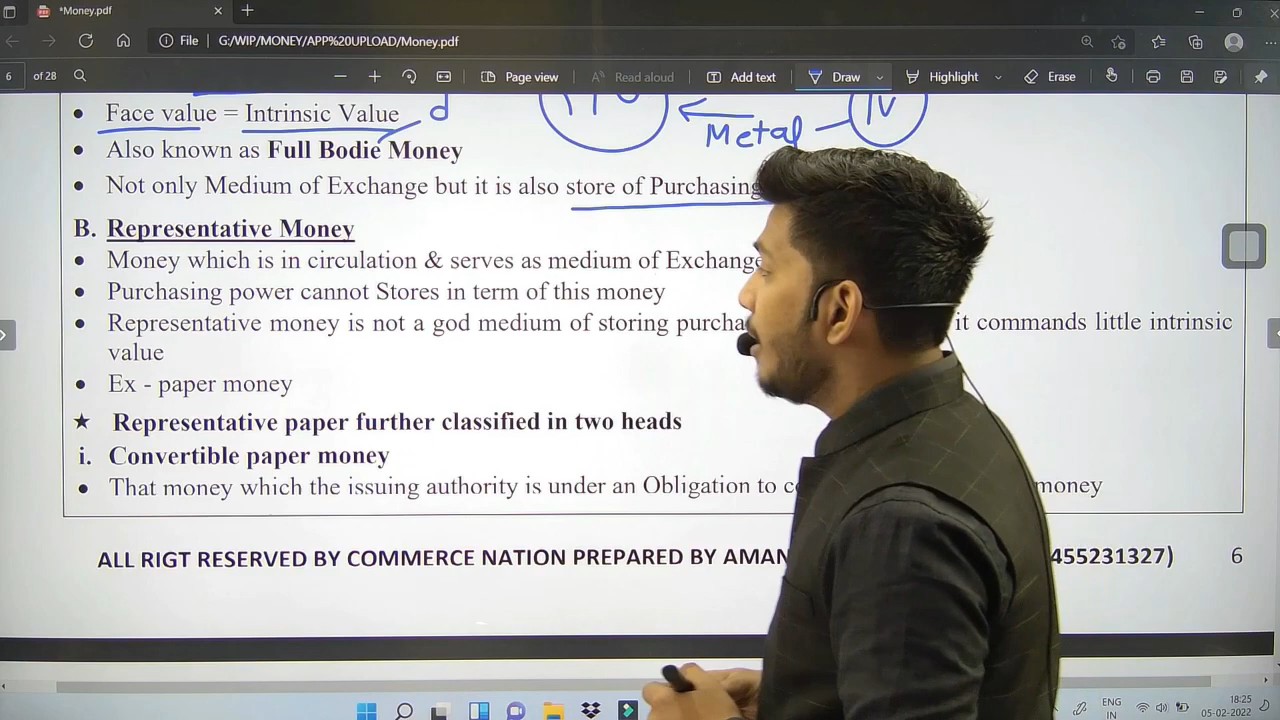 *Money.pdf
File G:/WIP/MONEY/APP%20UPLOAD/Money.pdf
6 of 28 Page view Read aloud Add text Draw Highlight Erase
d
Face value = Intrinsic Value
Metal IV
Also known as Full Bodie Money
Not only Medium of Exchange but it is also store of Purchasing
B. Representative Money
Money which is in circulation & serves as medium of Exchange
Purchasing power cannot Stores in term of this money
Representative money is not a god medium of storing it commands little intrinsic
value
Ex - paper money
★ Representative paper further classified in two heads
i. Convertible paper money
That money which the issuing authority is under an Obligation to money
ALL RIGT RESERVED BY COMMERCE NATION PREPARED BY AMAN 455231327) 6
ENG
IN
18:25
05-02-2022